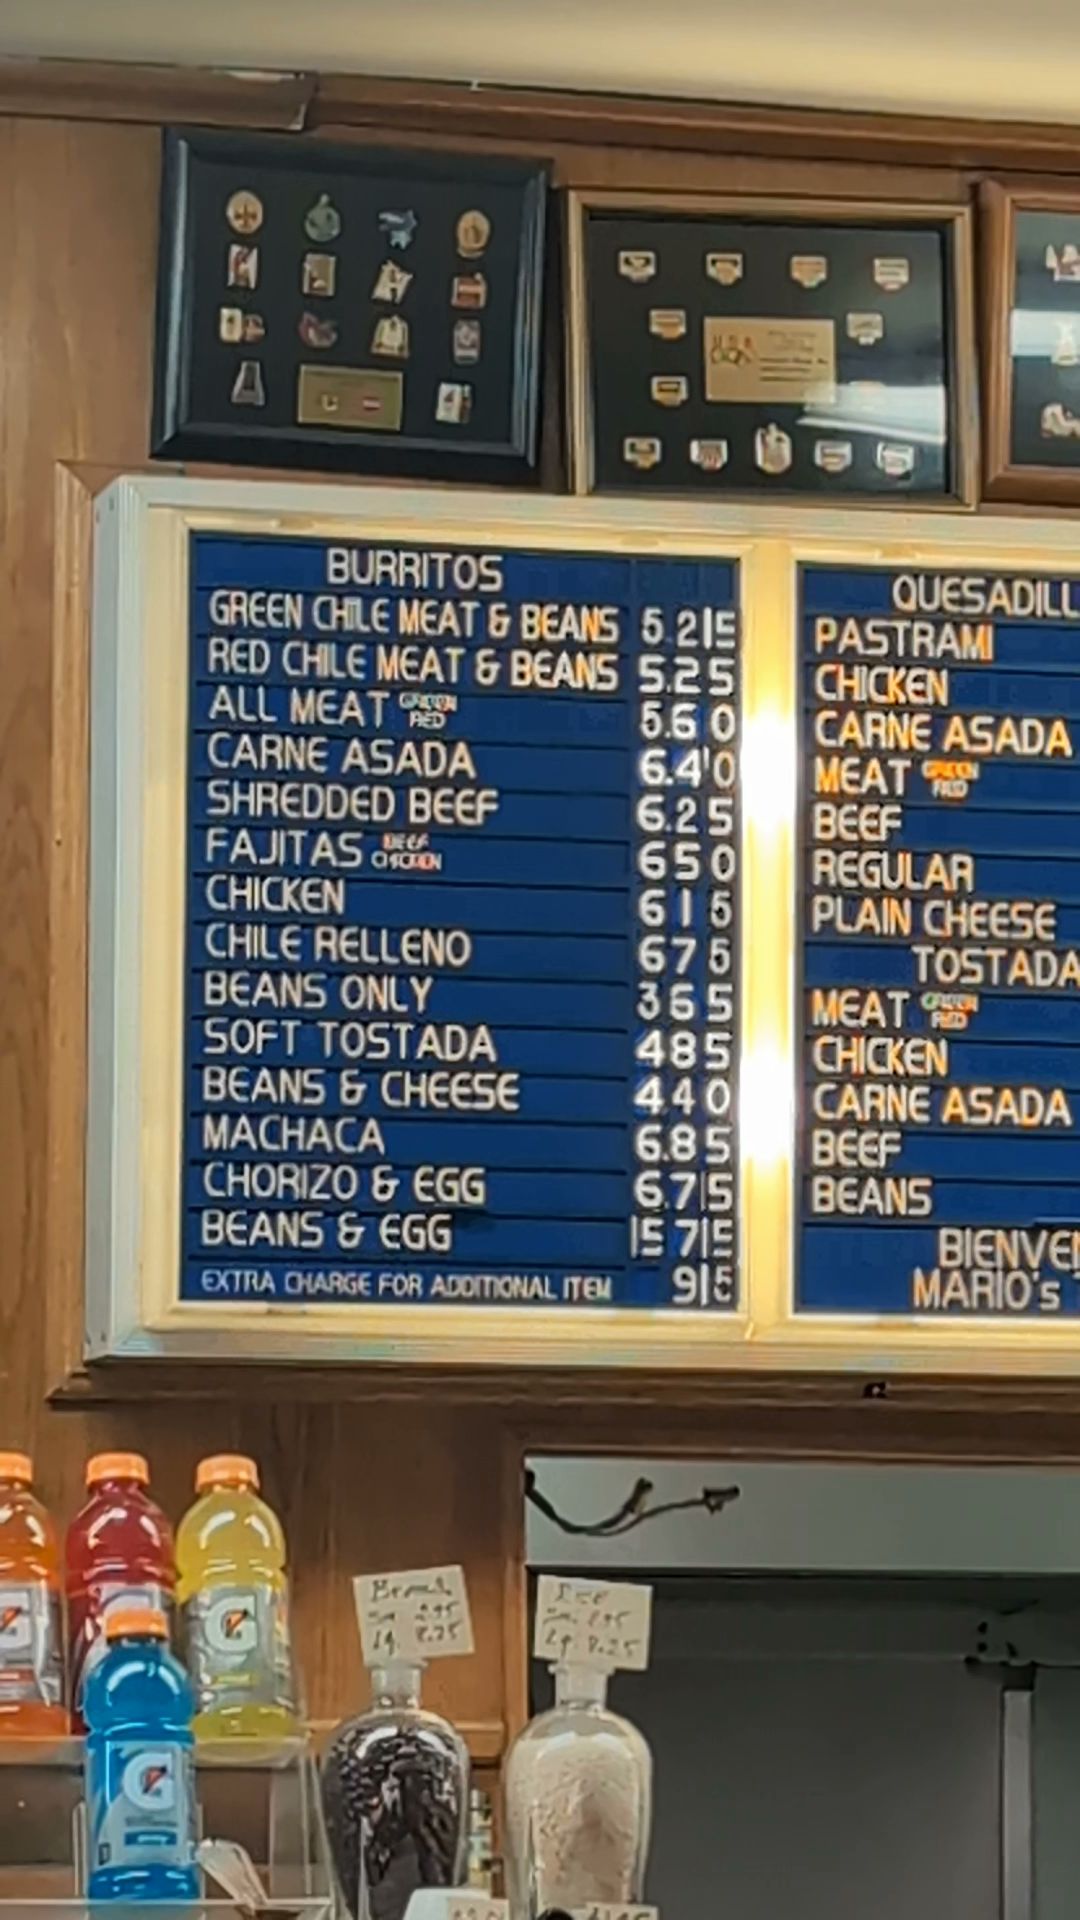 BURRITOS
GREEN CHILE MEAT & BEANS 5.25
RED CHILE MEAT & BEANS 5.25
ALL MEAT GREEN RED 5.60
CARNE ASADA 6.40
SHREDDED BEEF 6.25
FAJITAS BEEF CHICKEN 650
CHICKEN 615
CHILE RELLENO 675
BEANS ONLY 365
SOFT TOSTADA 485
BEANS & CHEESE 440
MACHACA 6.85
CHORIZO & EGG 6.75
BEANS & EGG 575
EXTRA CHARGE FOR ADDITIONAL ITEM 95
QUESADILL
PASTRAMI
CHICKEN
CARNE ASADA
MEAT GREEN RED
BEEF
REGULAR
PLAIN CHEESE
TOSTADA
MEAT GREEN RED
CHICKEN
CARNE ASADA
BEEF
BEANS
BIENVE
MARIO's
G
G
G
Lg.
Lg.